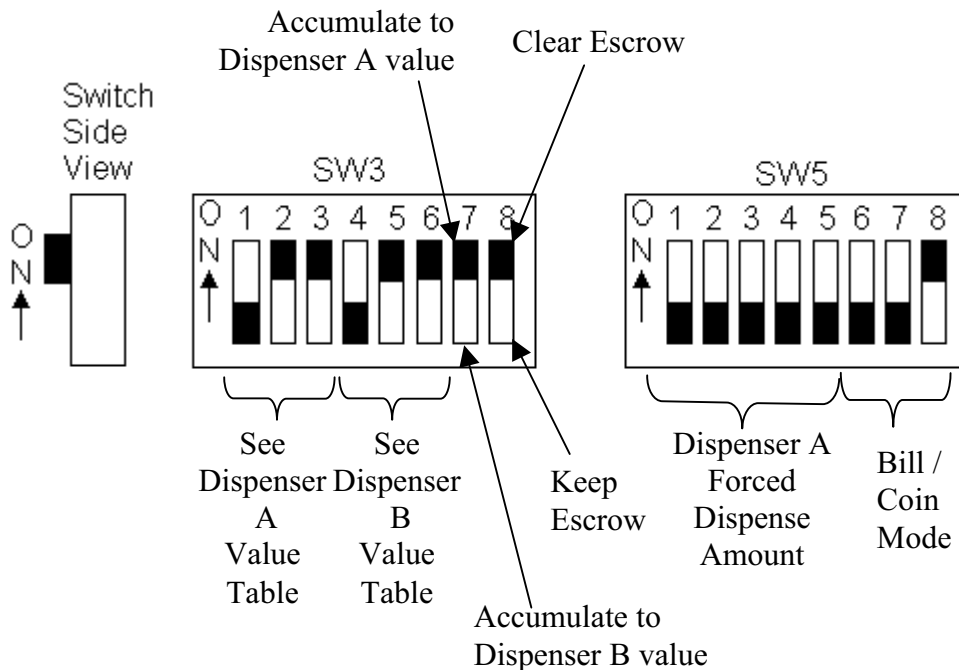 Accumulate to
Dispenser A value
Clear Escrow
Switch
Side
View
O
N
SW3
O
N
1 2 3 4 5 6 7 8
SW5
O
N
1 2 3 4 5 6 7 8
See
Dispenser
A
Value
Table
See
Dispenser
B
Value
Table
Keep
Escrow
Dispenser A
Forced
Dispense
Amount
Bill /
Coin
Mode
Accumulate to
Dispenser B value